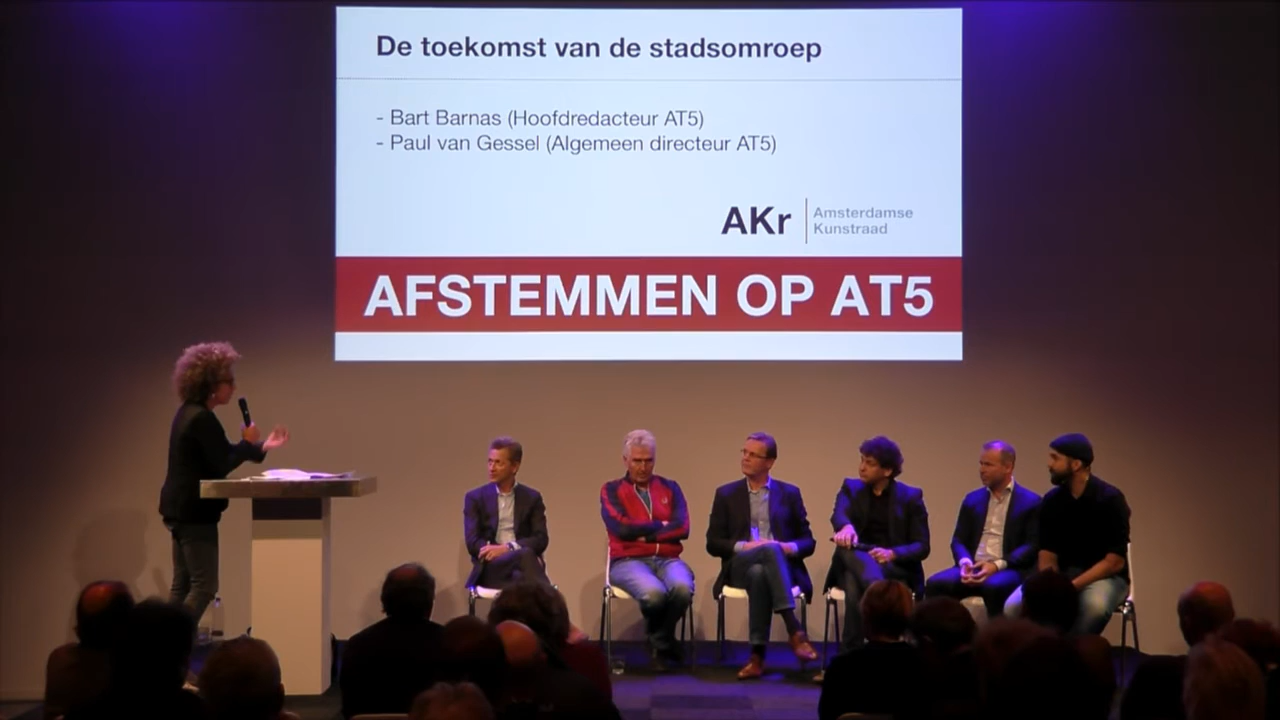 De toekomst van de stadsomroep
- Bart Barnas (Hoofdredacteur AT5)
- Paul van Gessel (Algemeen directeur AT5)
AKr
Amsterdamse
Kunstraad
AFSTEMMEN OP AT5